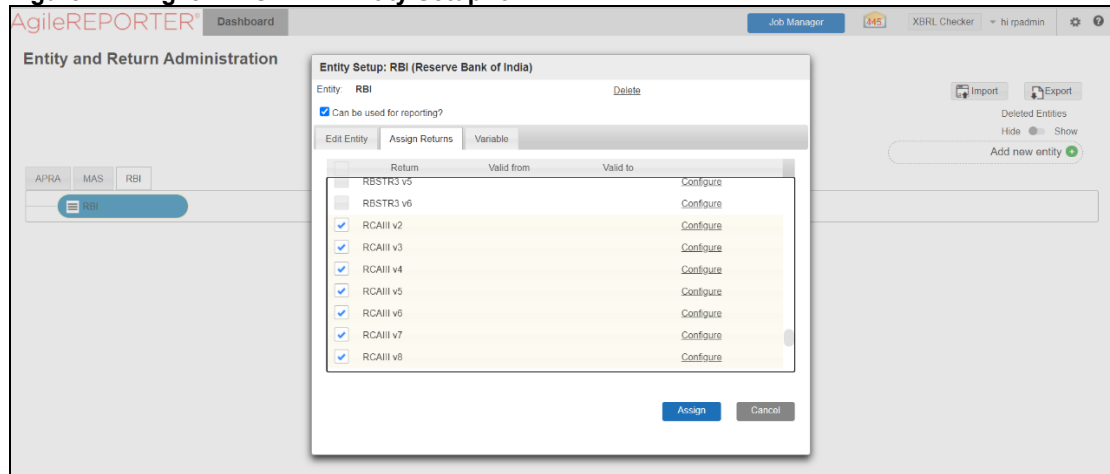 AgileREPORTER® Dashboard Job Manager 445 XBRL Checker hi rpadmin
Entity and Return Administration
Entity Setup: RBI (Reserve Bank of India)
Entity: RBI Delete
Can be used for reporting?
Edit Entity Assign Returns Variable
Return Valid from Valid to
RBSTR3 v5 Configure
RBSTR3 v6 Configure
RCAIII v2 Configure
RCAIII v3 Configure
RCAIII v4 Configure
RCAIII v5 Configure
RCAIII v6 Configure
RCAIII v7 Configure
RCAIII v8 Configure
Assign Cancel
Import Export
Deleted Entities
Hide Show
Add new entity
APRA MAS RBI
RBI